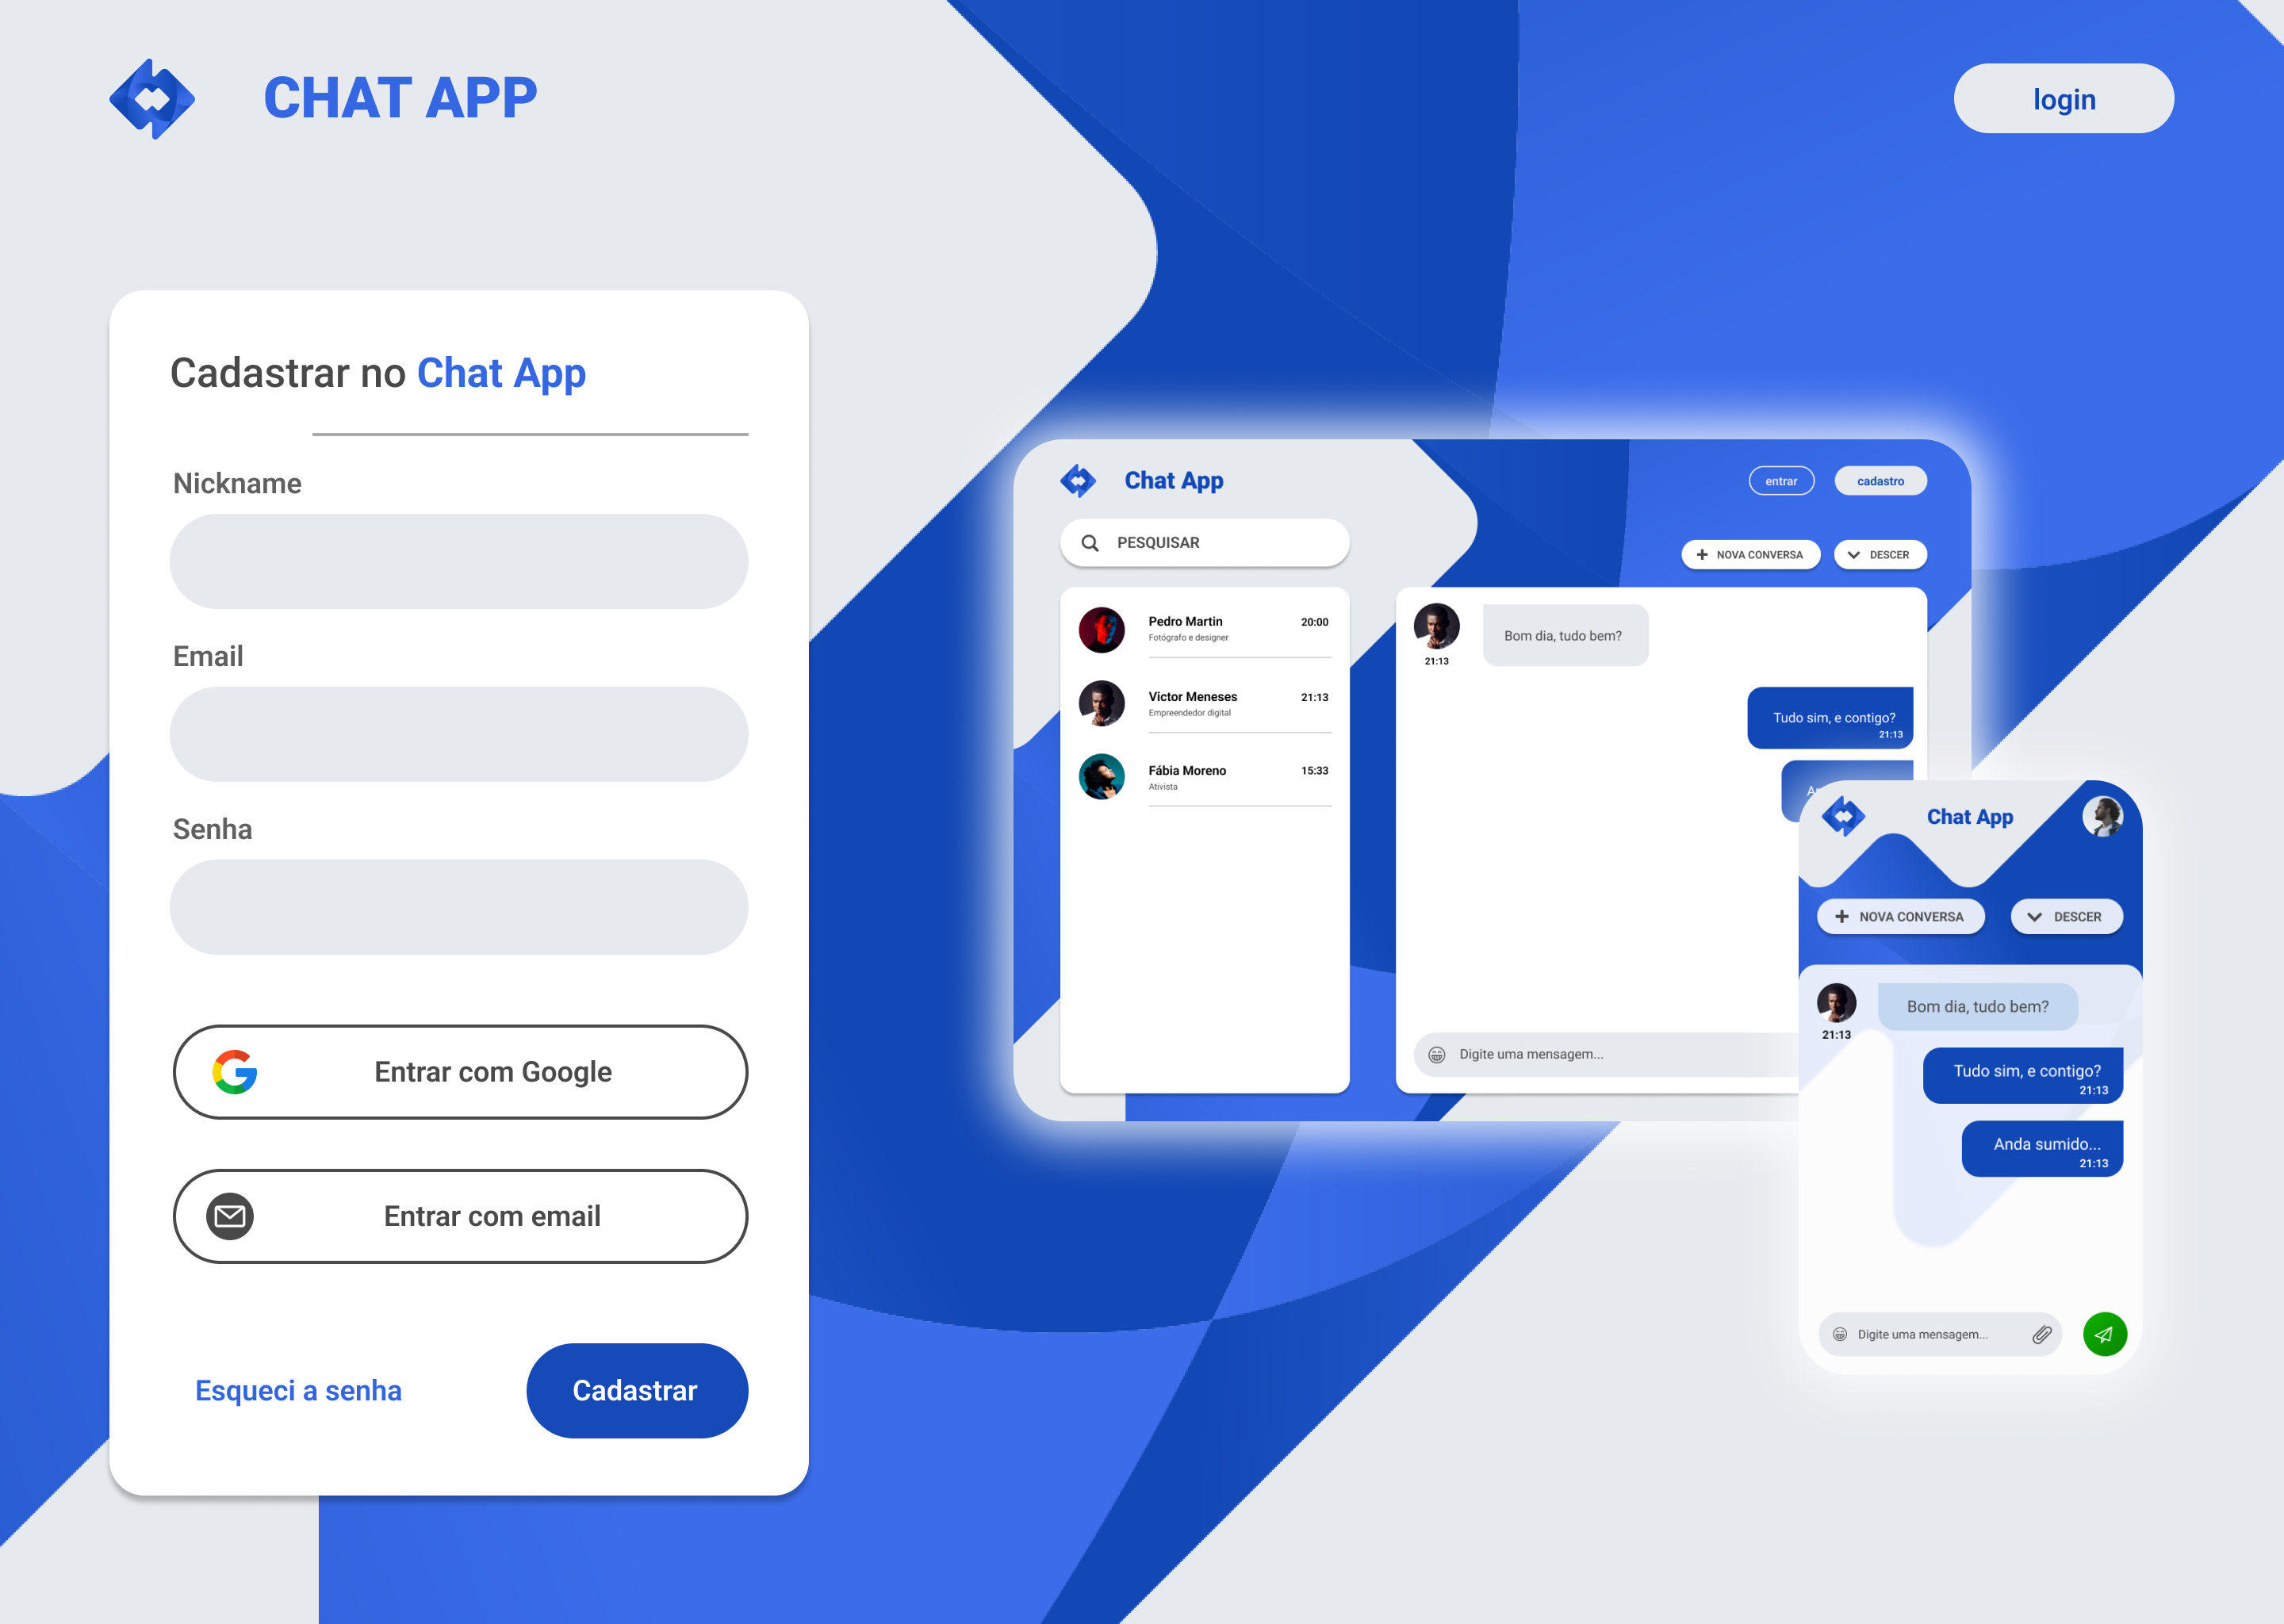 CHAT APP
login
Cadastrar no Chat App
Nickname
Email
Senha
Entrar com Google
Entrar com email
Esqueci a senha
Cadastrar
Chat App
entrar
cadastro
PESQUISAR
NOVA CONVERSA
DESCER
Pedro Martin
20:00
Fotógrafo e designer
Victor Meneses
21:13
Empreendedor digital
Fábia Moreno
15:33
Ativista
Bom dia, tudo bem?
21:13
Tudo sim, e contigo?
21:13
Digite uma mensagem...
Chat App
NOVA CONVERSA
DESCER
Bom dia, tudo bem?
21:13
Tudo sim, e contigo?
21:13
Anda sumido...
21:13
Digite uma mensagem...